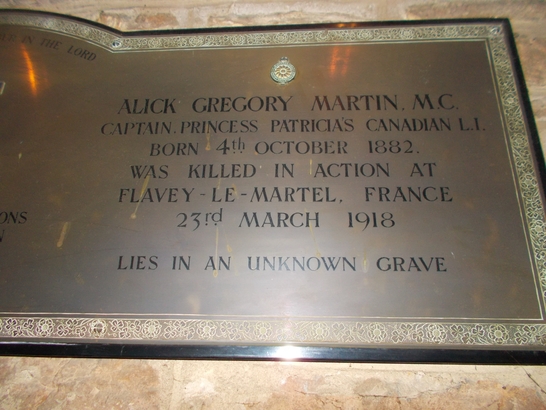 IN THE LORD
ALICK GREGORY MARTIN. M.C.
CAPTAIN. PRINCESS PATRICIA'S CANADIAN L.I.
BORN 4th OCTOBER 1882.
WAS KILLED IN ACTION AT
FLAVEY-LE-MARTEL, FRANCE
23rd MARCH 1918
LIES IN AN UNKNOWN GRAVE